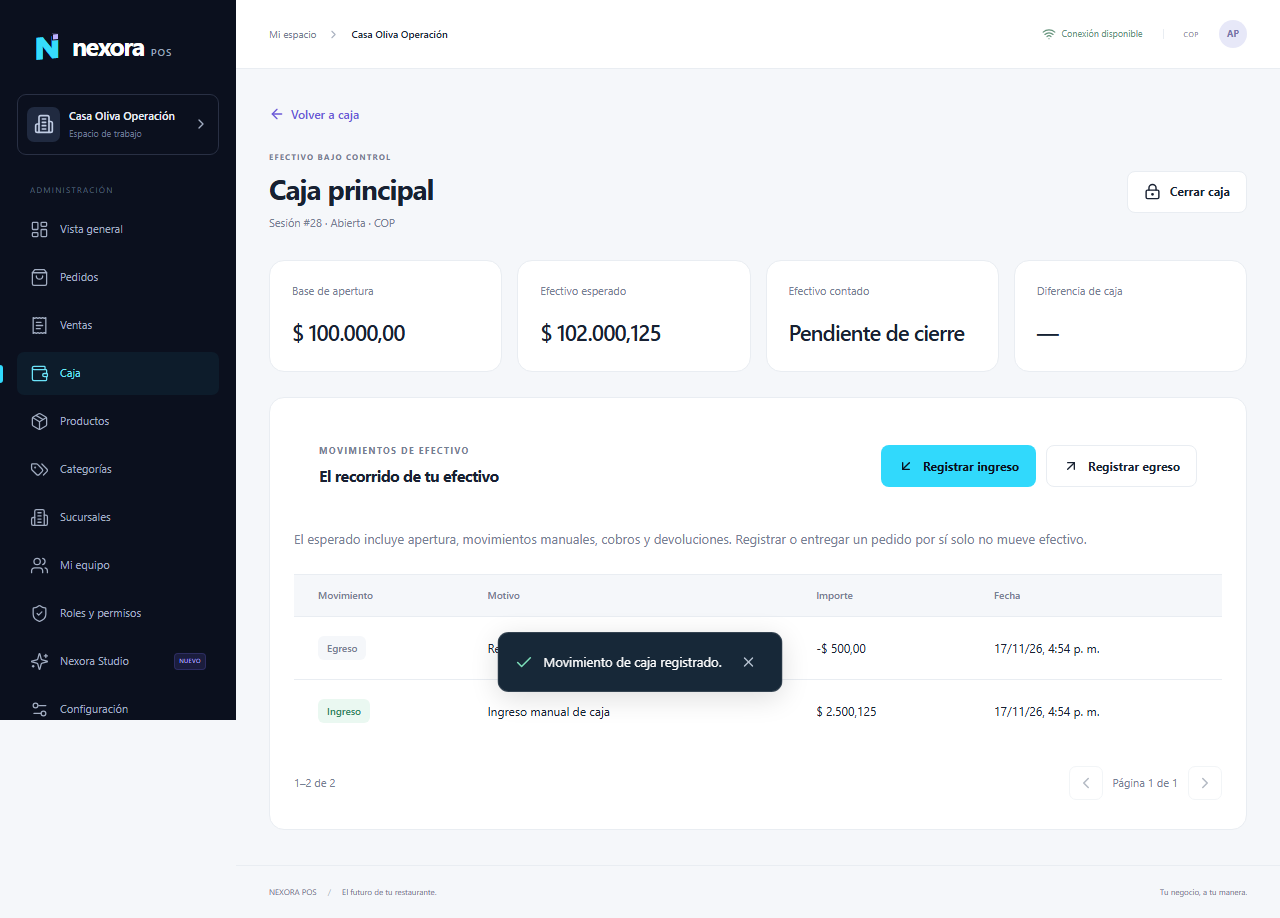 nexora POS
Casa Oliva Operación
Espacio de trabajo
ADMINISTRACIÓN
Vista general
Pedidos
Ventas
Caja
Productos
Categorías
Sucursales
Mi equipo
Roles y permisos
Nexora Studio NUEVO
Configuración
Mi espacio Casa Oliva Operación
Conexión disponible COP AP
Volver a caja
EFECTIVO BAJO CONTROL
Caja principal
Sesión #28 · Abierta · COP
Cerrar caja
Base de apertura
$ 100.000,00
Efectivo esperado
$ 102.000,125
Efectivo contado
Pendiente de cierre
Diferencia de caja
—
MOVIMIENTOS DE EFECTIVO
El recorrido de tu efectivo
Registrar ingreso
Registrar egreso
El esperado incluye apertura, movimientos manuales, cobros y devoluciones. Registrar o entregar un pedido por sí solo no mueve efectivo.
Movimiento Motivo Importe Fecha
Egreso -$ 500,00 17/11/26, 4:54 p. m.
Movimiento de caja registrado.
Ingreso Ingreso manual de caja $ 2.500,125 17/11/26, 4:54 p. m.
1–2 de 2
Página 1 de 1
NEXORA POS / El futuro de tu restaurante.
Tu negocio, a tu manera.